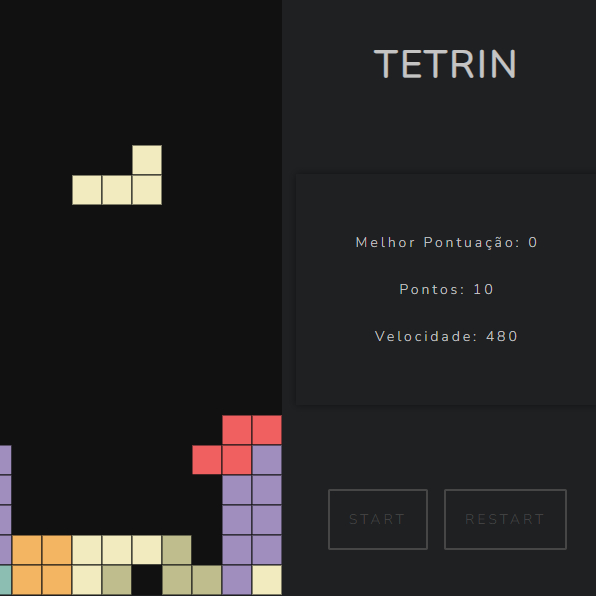 TETRIN
Melhor Pontuação: 0
Pontos: 10
Velocidade: 480
START
RESTART